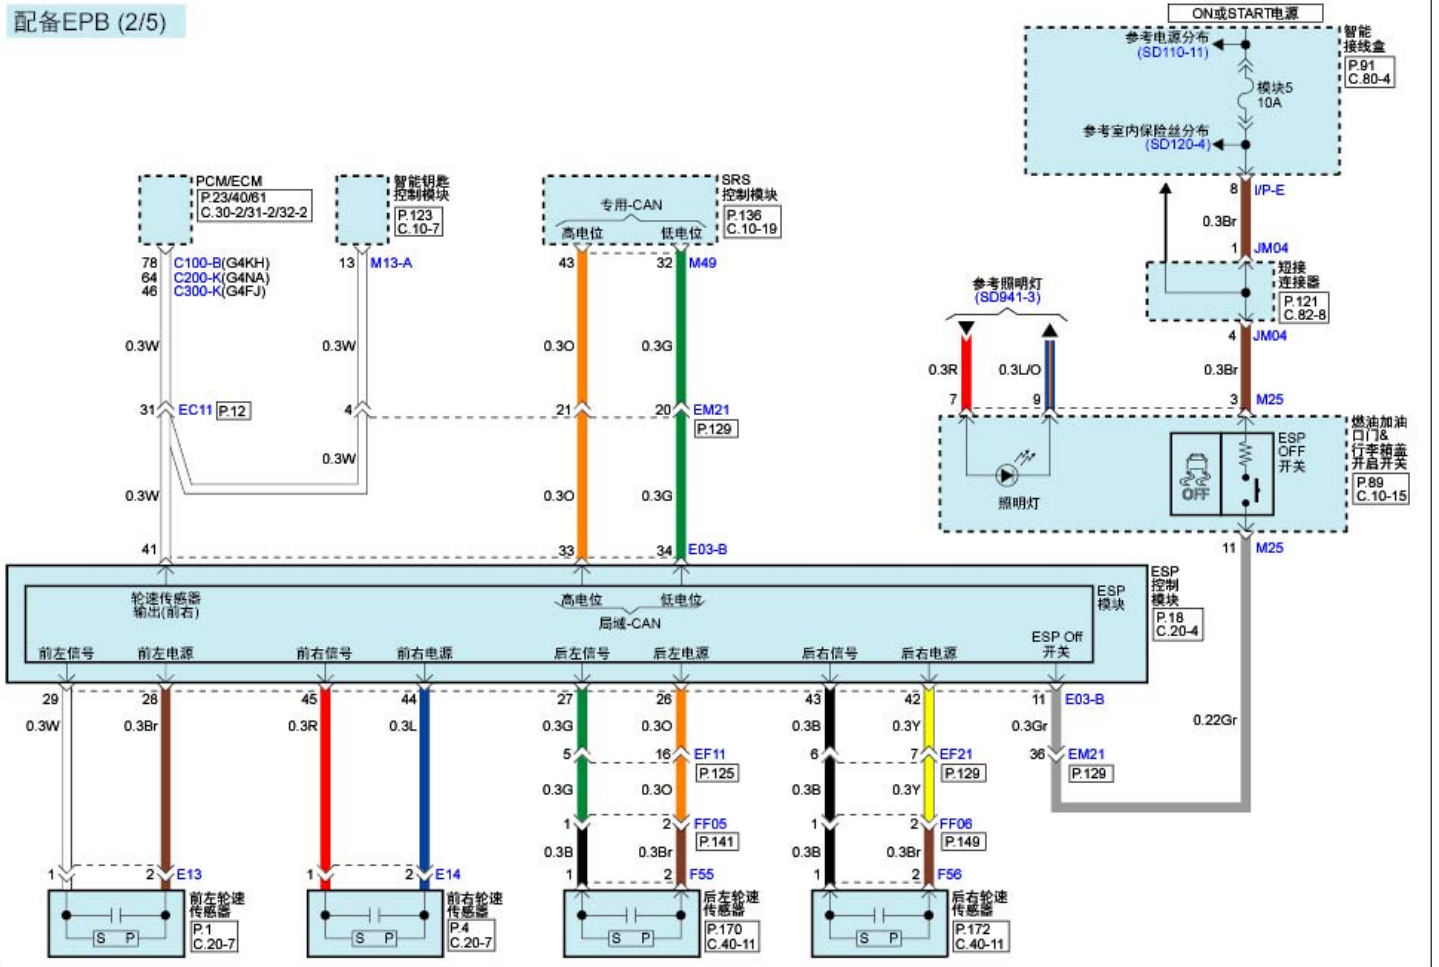 配备EPB (2/5)
ON或START电源
智能
接线盒
P.91
C.80-4
参考电源分布
(SD110-11)
模块5
10A
参考室内保险丝分布
(SD120-4)
8 I/P-E
0.3Br
1 JM04
短接
连接器
P.121
C.82-8
4 JM04
0.3Br
3 M25
PCM/ECM
P.23/40/61
C.30-2/31-2/32-2
智能钥匙
控制模块
P.123
C.10-7
SRS
控制模块
P.136
C.10-19
专用-CAN
高电位 低电位
78 C100-B(G4KH)
64 C200-K(G4NA)
46 C300-K(G4FJ)
13 M13-A
43 32 M49
0.3W 0.3W 0.3O 0.3G
31 EC11 P.12
4 21 20 EM21
P.129
0.3W
0.3W 0.3O 0.3G
41 33 34 E03-B
参考照明灯
(SD941-3)
0.3R 0.3L/O
7 9
照明灯
OFF
ESP
OFF
开关
燃油加油
口门&
行李箱盖
开启开关
P.89
C.10-15
11 M25
轮速传感器
输出(前右)
高电位 低电位
局域-CAN
ESP
模块
ESP
控制
模块
P.18
C.20-4
ESP Off
开关
前左信号 前左电源 前右信号 前右电源 后左信号 后左电源 后右信号 后右电源
29 28 45 44 27 26 43 42 11 E03-B
0.3W 0.3Br 0.3R 0.3L 0.3G 0.3O 0.3B 0.3Y 0.3Gr 0.22Gr
5 16 EF11
P.125
6 7 EF21
P.129
36 EM21
P.129
0.3G 0.3O 0.3B 0.3Y
1 2 FF05
P.141
1 2 FF06
P.149
0.3B 0.3Br 0.3B 0.3Br
1 2 E13
1 2 E14
1 2 F55
1 2 F56
S P
前左轮速
传感器
P.1
C.20-7
S P
前右轮速
传感器
P.4
C.20-7
S P
后左轮速
传感器
P.170
C.40-11
S P
后右轮速
传感器
P.172
C.40-11